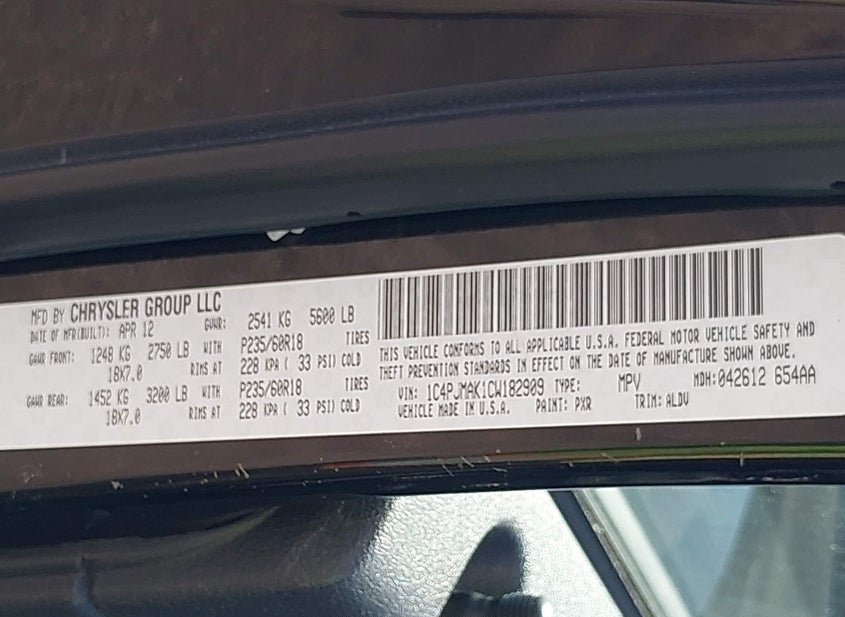 MFD BY CHRYSLER GROUP LLC
DATE OF MFR(BUILT): APR 12 GVWR: 2541 KG 5600 LB
GAWR FRONT: 1248 KG 2750 LB WITH P235/60R18 TIRES
18X7.0 RIMS AT 228 KPA ( 33 PSI) COLD
GAWR REAR: 1452 KG 3200 LB WITH P235/60R18 TIRES
18X7.0 RIMS AT 228 KPA ( 33 PSI) COLD
THIS VEHICLE CONFORMS TO ALL APPLICABLE U.S.A. FEDERAL MOTOR VEHICLE SAFETY AND
THEFT PREVENTION STANDARDS IN EFFECT ON THE DATE OF MANUFACTURE SHOWN ABOVE.
VIN: 1C4PJMAK1CW182909 TYPE: MPV MDH:042612 654AA
VEHICLE MADE IN U.S.A. PAINT: PXR TRIM: ALDV